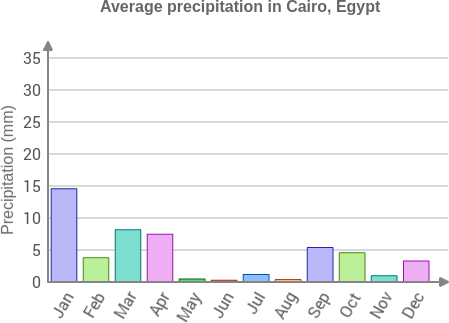 Average precipitation in Cairo, Egypt
Precipitation (mm)
35
30
25
20
15
10
5
0
Jan Feb Mar Apr May Jun Jul Aug Sep Oct Nov Dec